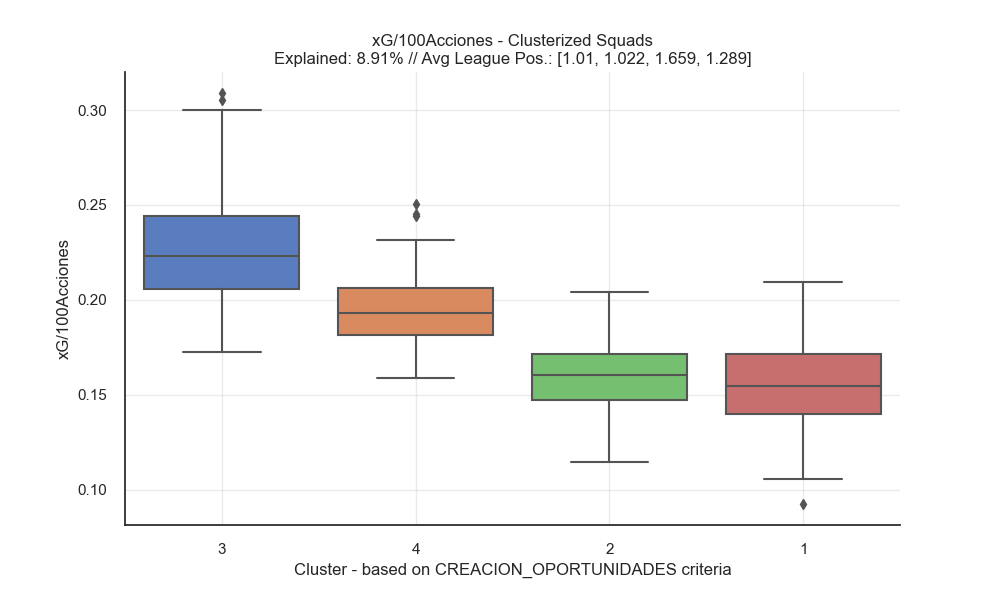 xG/100Acciones - Clusterized Squads
Explained: 8.91% // Avg League Pos.: [1.01, 1.022, 1.659, 1.289]
xG/100Acciones
0.30
0.25
0.20
0.15
0.10
3 4 2 1
Cluster - based on CREACION_OPORTUNIDADES criteria